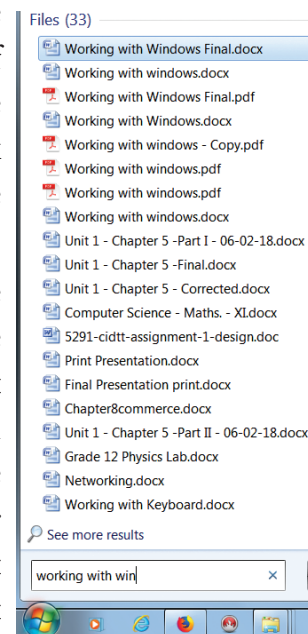 Files (33)
Working with Windows Final.docx
Working with windows.docx
Working with Windows Final.pdf
Working with Windows.docx
Working with windows - Copy.pdf
Working with windows.pdf
Working with windows.pdf
Working with windows.docx
Unit 1 - Chapter 5 -Part I - 06-02-18.docx
Unit 1 - Chapter 5 -Final.docx
Unit 1 - Chapter 5 - Corrected.docx
Computer Science - Maths. - XI.docx
5291-cidtt-assignment-1-design.doc
Print Presentation.docx
Final Presentation print.docx
Chapter8commerce.docx
Unit 1 - Chapter 5 -Part II - 06-02-18.docx
Grade 12 Physics Lab.docx
Networking.docx
Working with Keyboard.docx
See more results
working with win